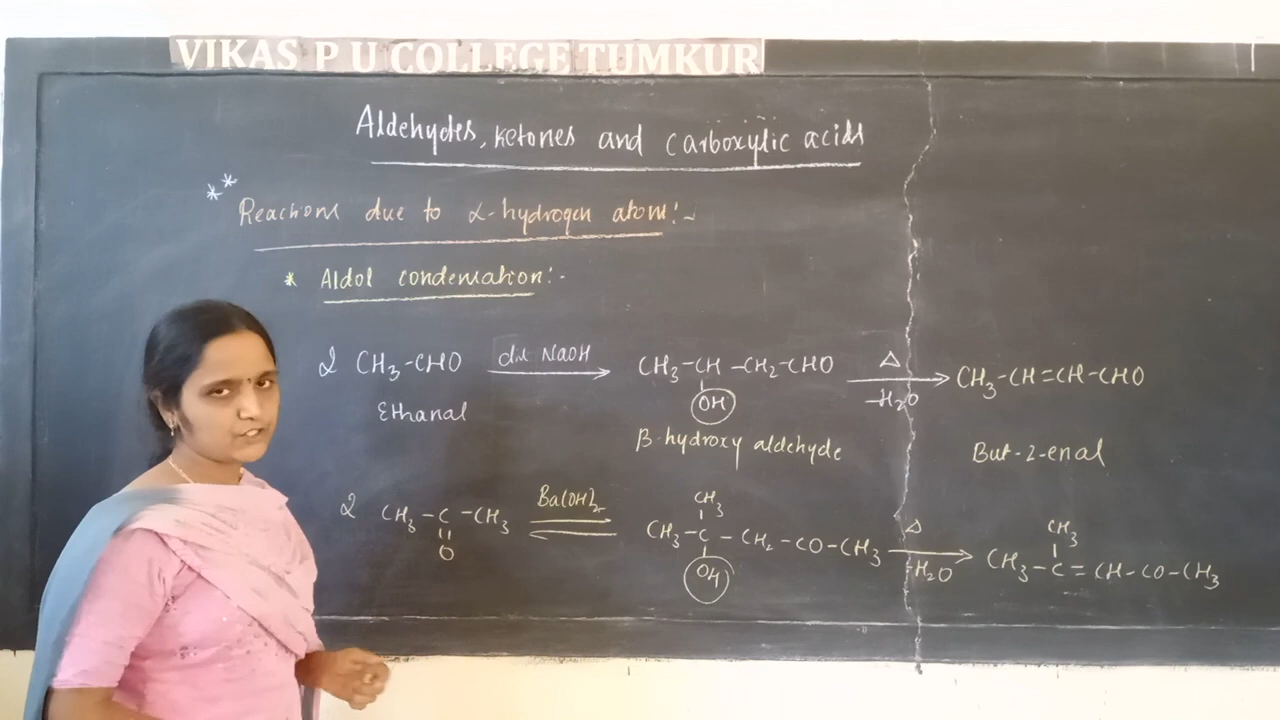 VIKAS P U COLLEGE TUMKUR
Aldehydes, ketones and carboxylic acids
** Reactions due to α-hydrogen atom:-
* Aldol condensation:-
2 CH₃-CHO dil NaOH → CH₃-CH-CH₂-CHO Δ → CH₃-CH=CH-CHO
OH -H₂O
Ethanal β-hydroxy aldehyde But-2-enal
CH₃ CH₃
2 CH₃-C-CH₃ Ba(OH)₂ ⇌ CH₃-C-CH₂-CO-CH₃ Δ → CH₃-C=CH-CO-CH₃
O OH -H₂O